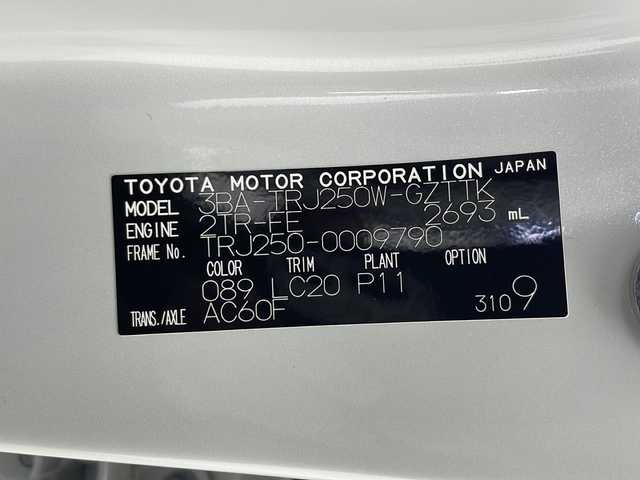 TOYOTA MOTOR CORPORATION JAPAN
MODEL 3BA-TRJ250W-GZTTK
ENGINE 2TR-FE 2693 mL
FRAME No. TRJ250-0009790
COLOR TRIM PLANT OPTION
089 LC20 P11
TRANS./AXLE AC60F 3109